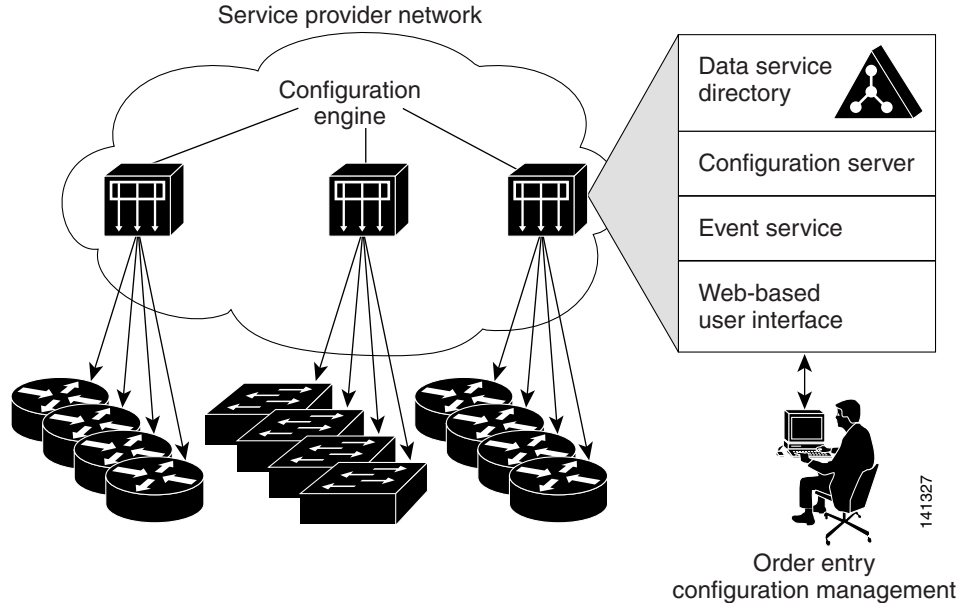 Service provider network
Configuration
engine
Data service
directory
Configuration server
Event service
Web-based
user interface
141327
Order entry
configuration management